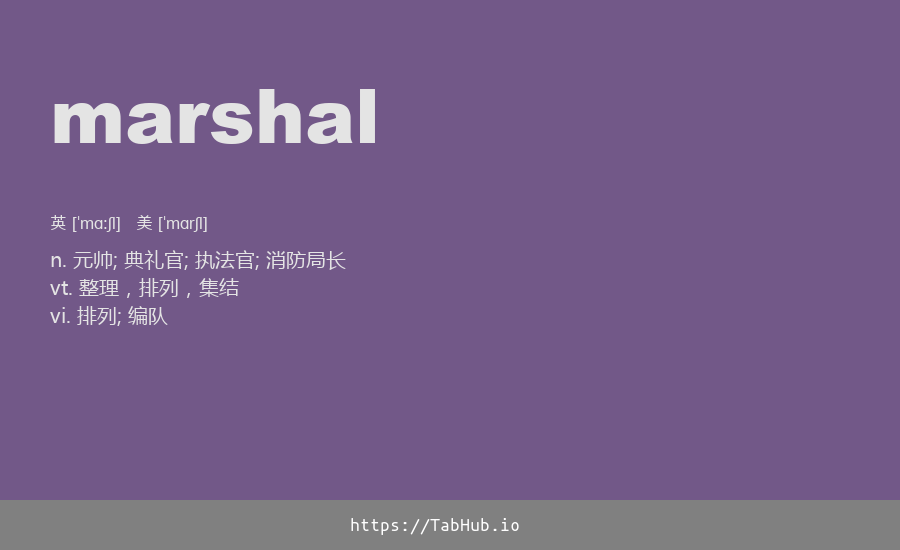 marshal
英 [ˈmɑːʃl] 美 [ˈmɑrʃl]
n. 元帅; 典礼官; 执法官; 消防局长
vt. 整理，排列，集结
vi. 排列; 编队
https://TabHub.io